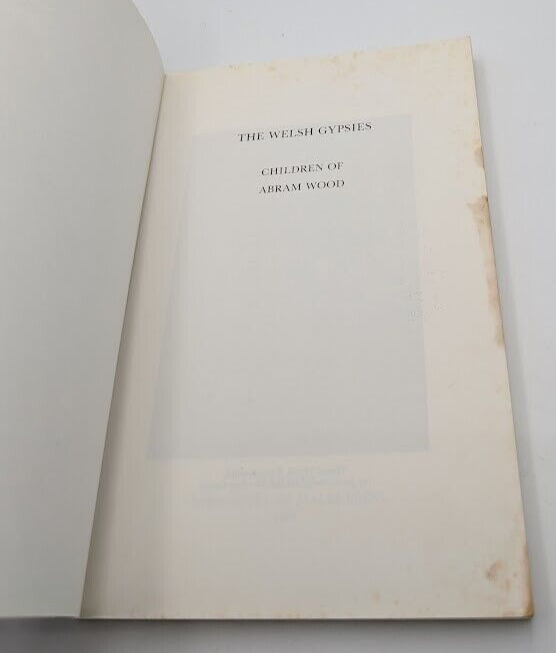 THE WELSH GYPSIES
CHILDREN OF
ABRAM WOOD